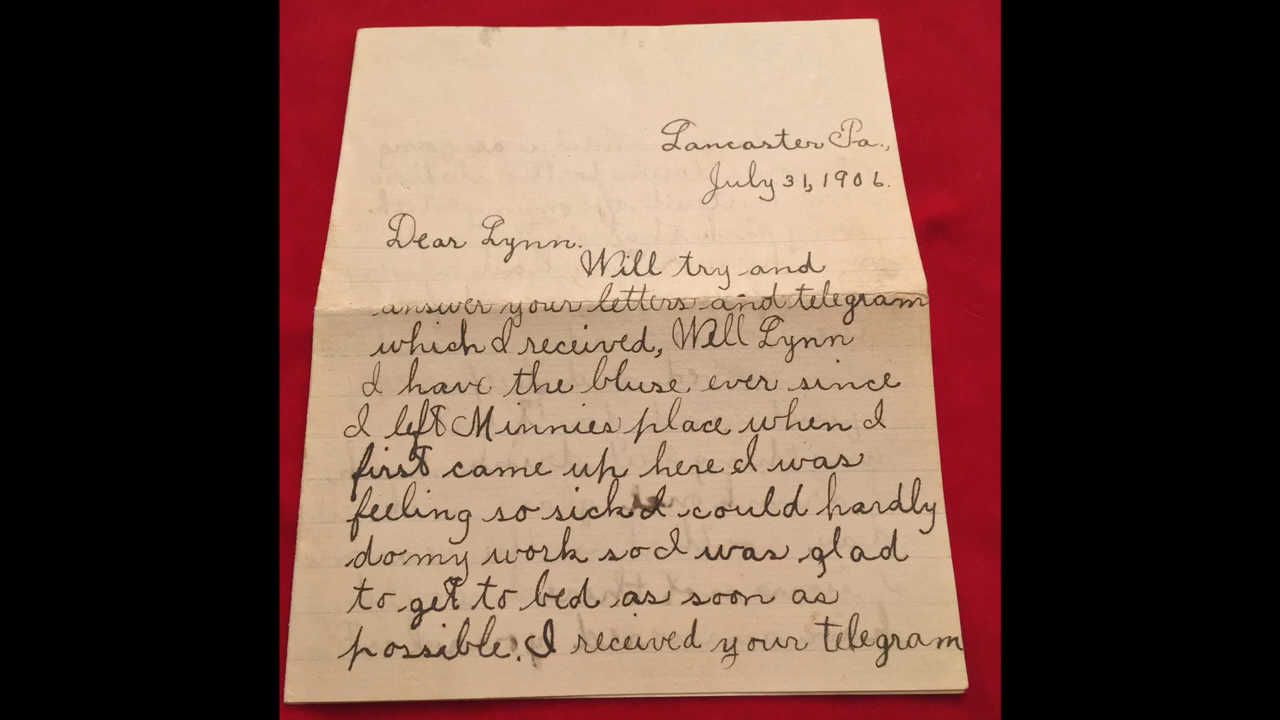 Lancaster Pa.,
July 31, 1906.
Dear Lynn.
Will try and
answer your letters and telegram
which I received, Will Lynn
I have the bluse ever since
I left Minnies place when I
first came up here I was
feeling so sick I could hardly
do my work so I was glad
to get to bed as soon as
possible. I received your telegram